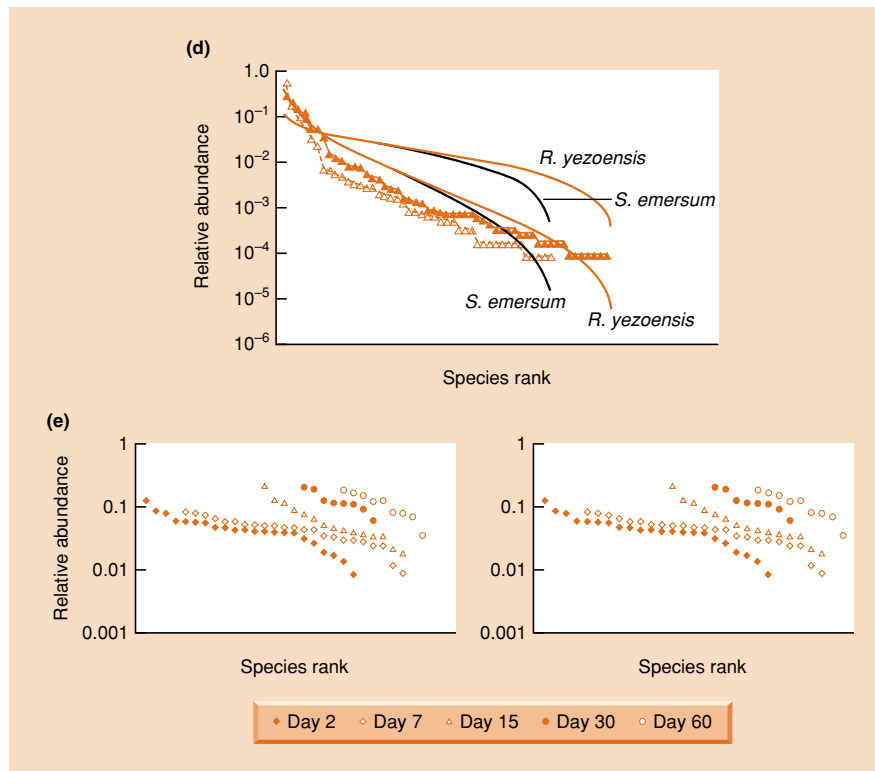 (d)
1.0
10–1
10–2
10–3
10–4
10–5
10–6
Relative abundance
R. yezoensis
S. emersum
S. emersum
R. yezoensis
Species rank
(e)
1
0.1
0.01
0.001
Relative abundance
Species rank
1
0.1
0.01
0.001
Species rank
Day 2 Day 7 Day 15 Day 30 Day 60